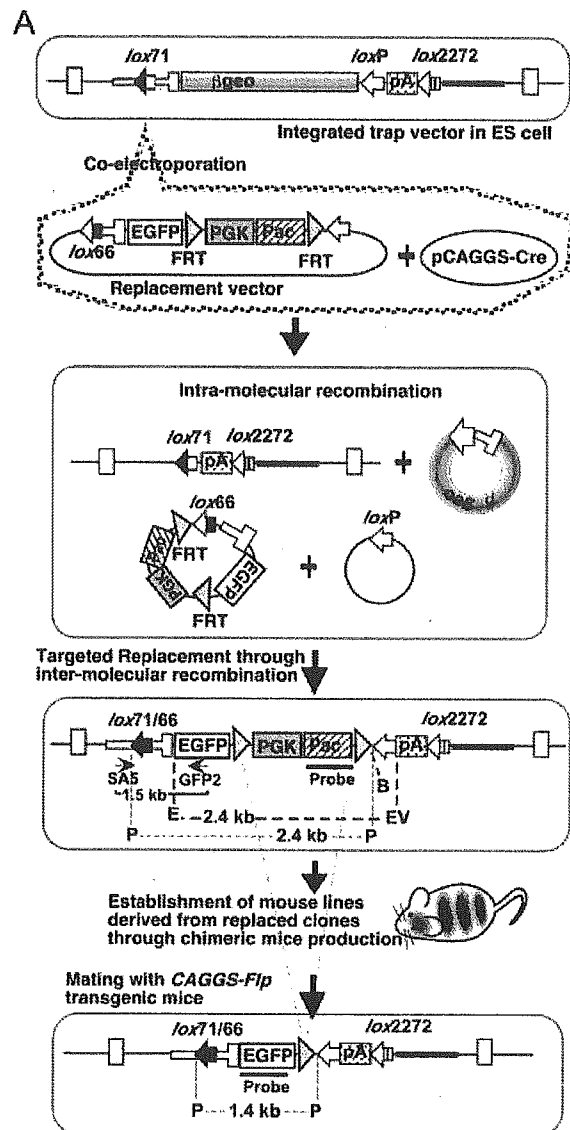 A
lox71
loxP
lox2272
βgeo
pA
Integrated trap vector in ES cell
Co-electroporation
EGFP
PGK
Pac
lox66
FRT
FRT
Replacement vector
+
pCAGGS-Cre
Intra-molecular recombination
lox71
lox2272
pA
+
lox66
FRT
PGK
EGFP
FRT
+
loxP
Targeted Replacement through
inter-molecular recombination
lox71/66
lox2272
EGFP
PGK
Pac
pA
SA5
GFP2
Probe
B
1.5 kb
E
2.4 kb
EV
P
2.4 kb
P
Establishment of mouse lines
derived from replaced clones
through chimeric mice production
Mating with CAGGS-Flp
transgenic mice
lox71/66
lox2272
EGFP
pA
Probe
P
1.4 kb
P